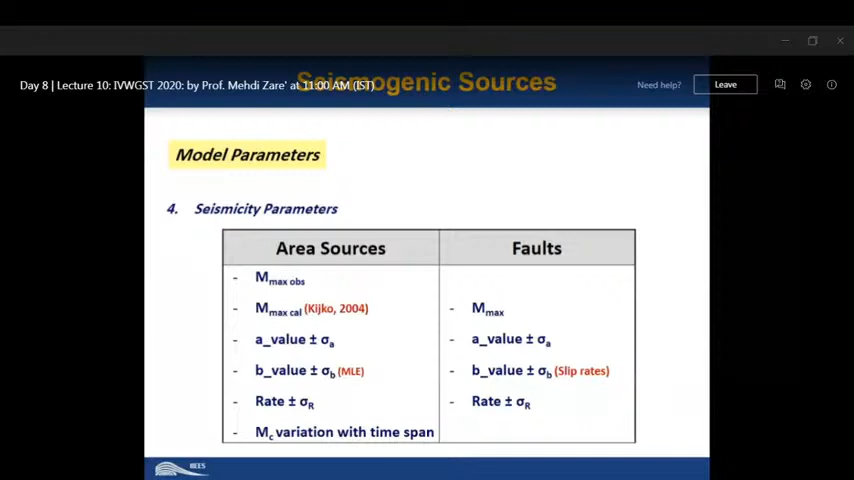 Seismogenic Sources
Day 8 | Lecture 10: IVWGST 2020: by Prof. Mehdi Zare' at 11:00 AM (IST)
Need help?
Leave
Model Parameters
4. Seismicity Parameters
Area Sources
- Mmax obs
- Mmax cal (Kijko, 2004)
- a_value ± σa
- b_value ± σb (MLE)
- Rate ± σR
- Mc variation with time span
Faults
- Mmax
- a_value ± σa
- b_value ± σb (Slip rates)
- Rate ± σR
IIEES